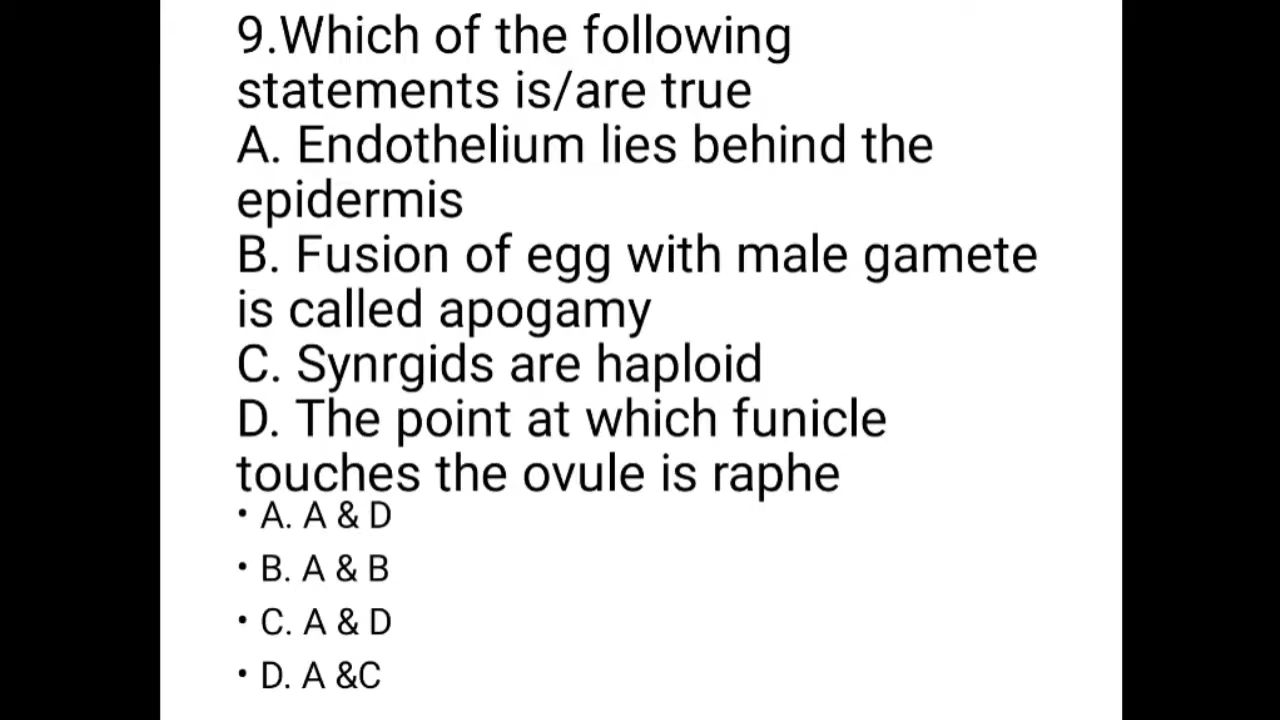 9.Which of the following
statements is/are true
A. Endothelium lies behind the
epidermis
B. Fusion of egg with male gamete
is called apogamy
C. Synrgids are haploid
D. The point at which funicle
touches the ovule is raphe
• A. A & D
• B. A & B
• C. A & D
• D. A &C